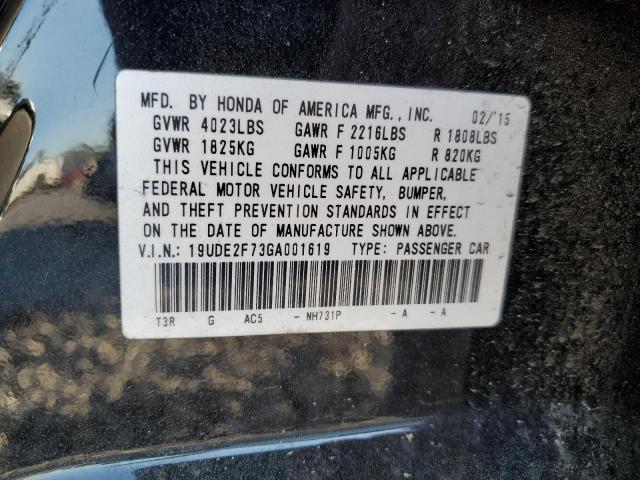 MFD. BY HONDA OF AMERICA MFG., INC. 02/'15
GVWR 4023LBS GAWR F 2216LBS R 1808LBS
GVWR 1825KG GAWR F 1005KG R 820KG
THIS VEHICLE CONFORMS TO ALL APPLICABLE
FEDERAL MOTOR VEHICLE SAFETY, BUMPER,
AND THEFT PREVENTION STANDARDS IN EFFECT
ON THE DATE OF MANUFACTURE SHOWN ABOVE.
V.I.N.: 19UDE2F73GA001619 TYPE: PASSENGER CAR
T3R G AC5 - NH731P - A - A